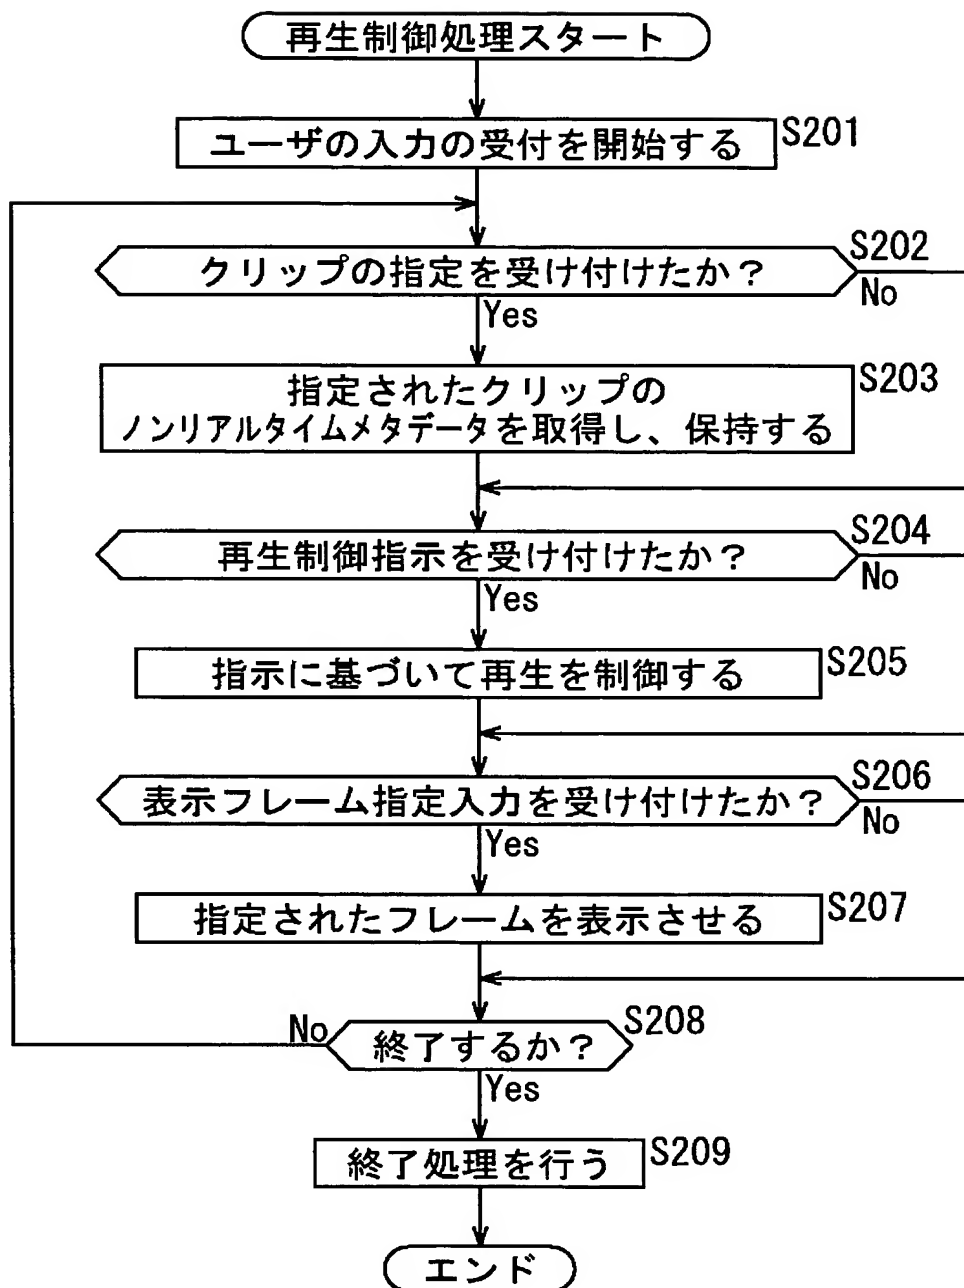 再生制御処理スタート
ユーザの入力の受付を開始する
S201
クリップの指定を受け付けたか？
S202
No
Yes
指定されたクリップの
ノンリアルタイムメタデータを取得し、保持する
S203
再生制御指示を受け付けたか？
S204
No
Yes
指示に基づいて再生を制御する
S205
表示フレーム指定入力を受け付けたか？
S206
No
Yes
指定されたフレームを表示させる
S207
No
終了するか？
S208
Yes
終了処理を行う
S209
エンド